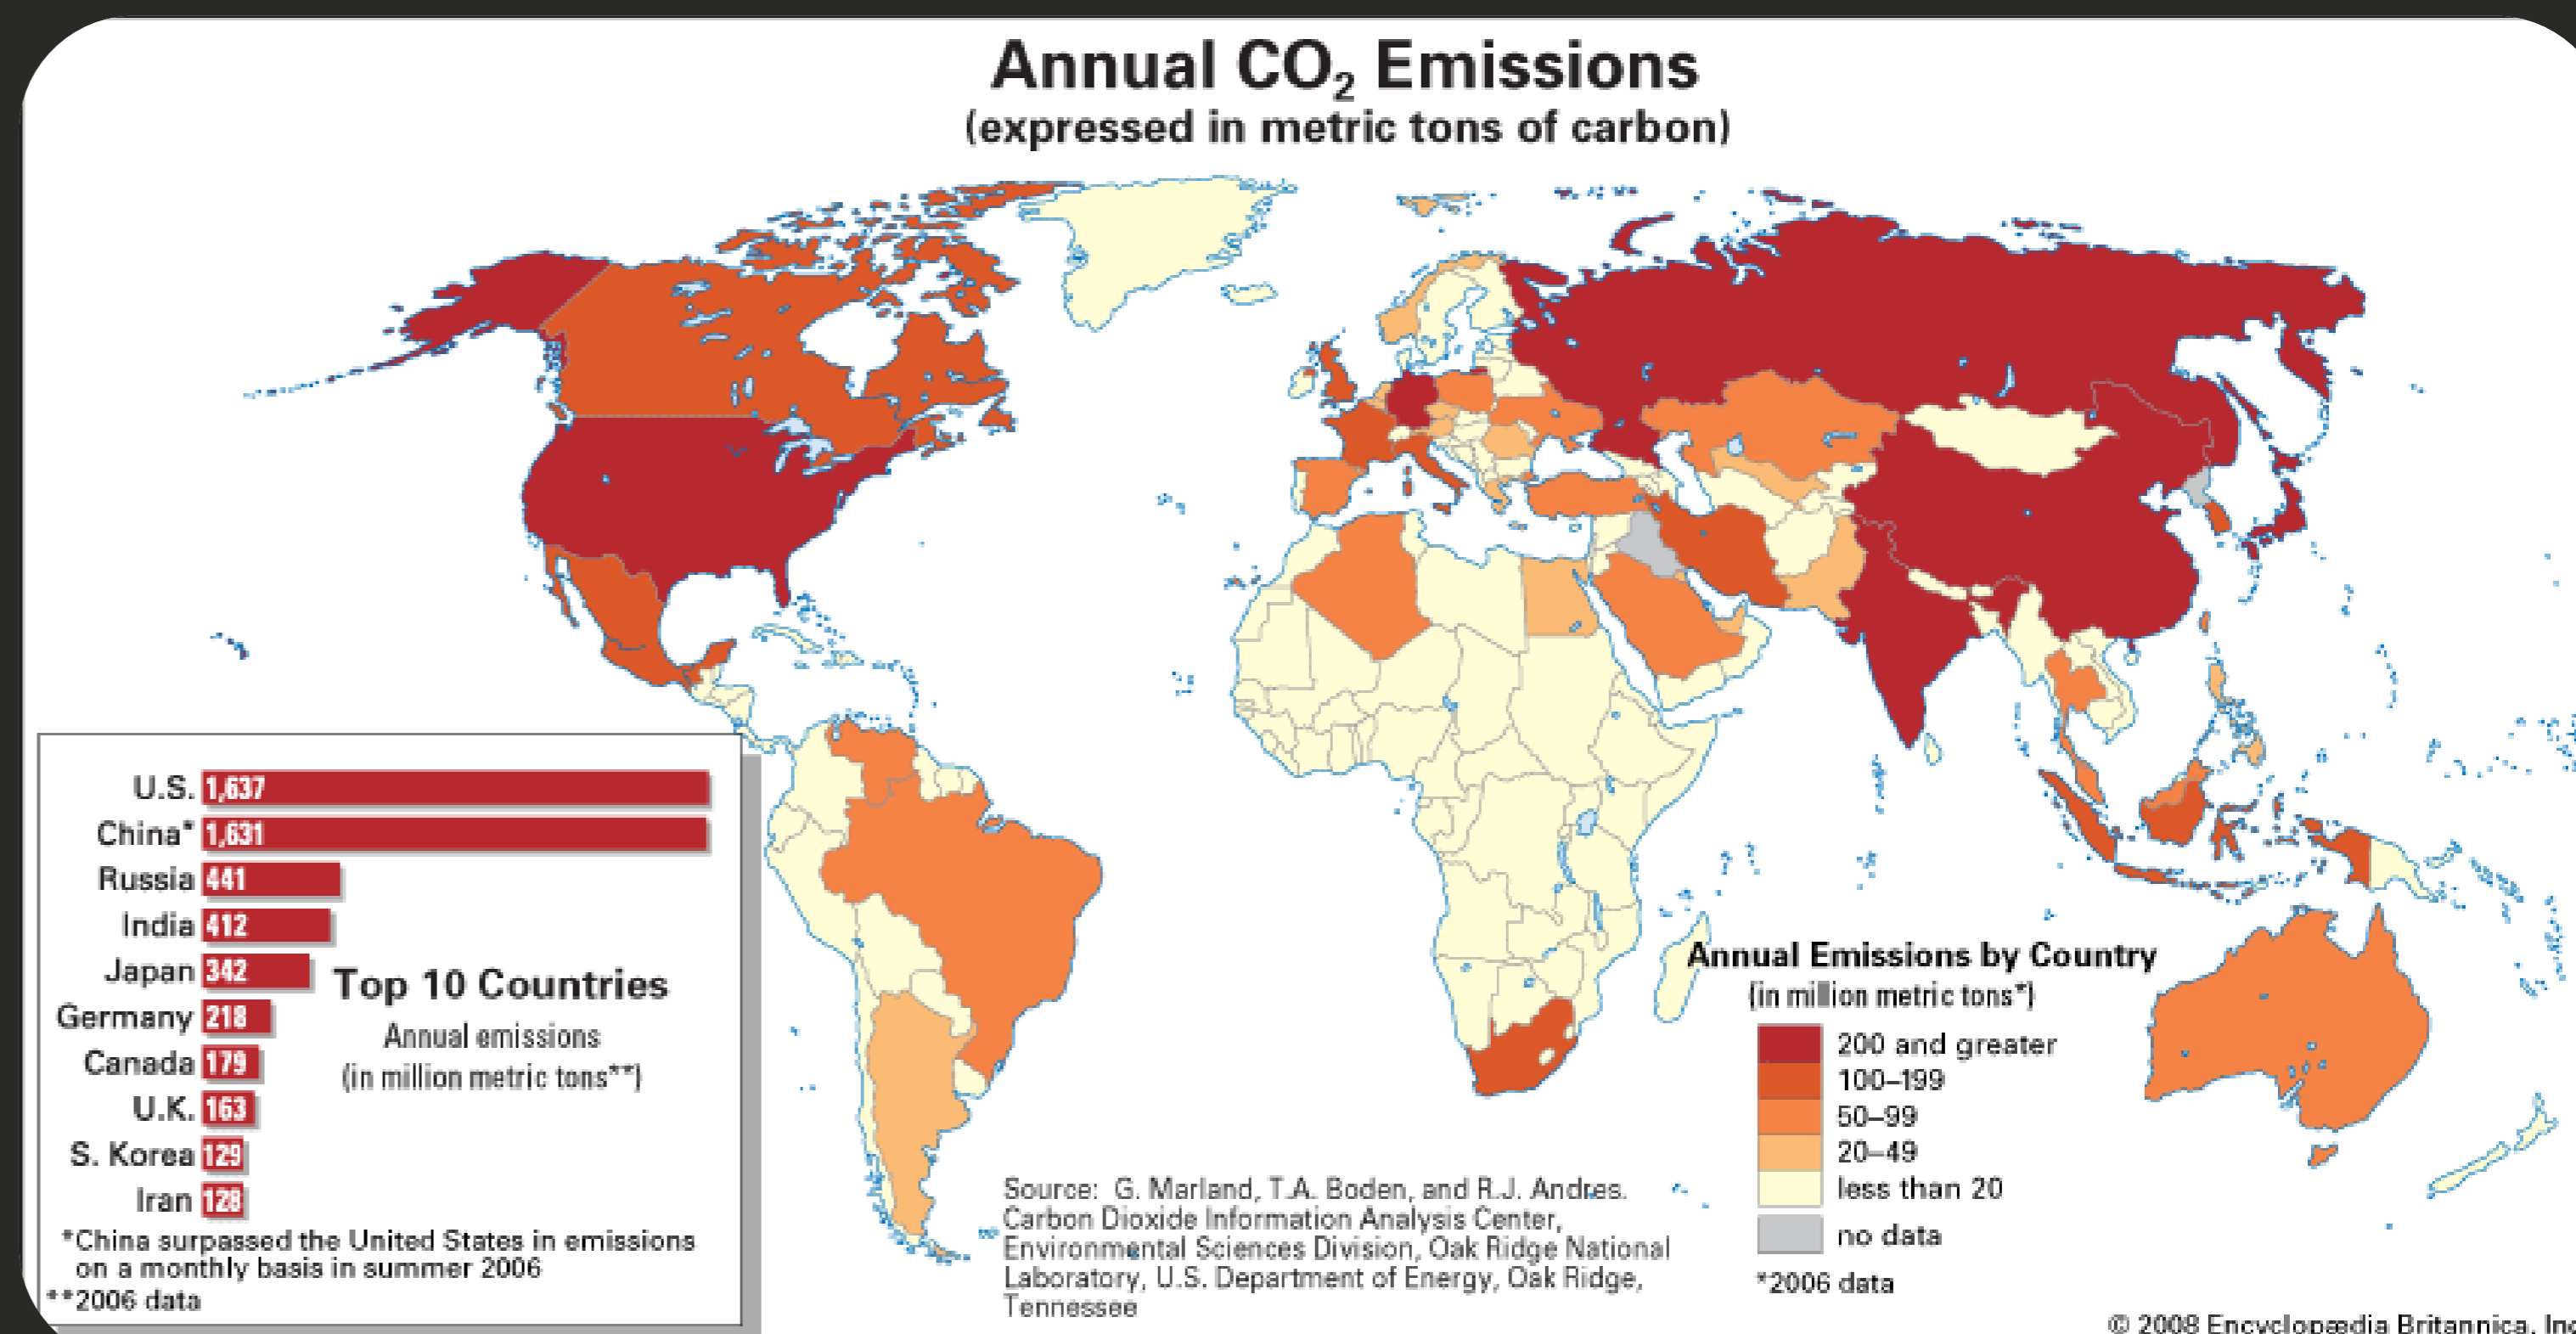 Annual CO₂ Emissions
(expressed in metric tons of carbon)
U.S. 1,637
China* 1,631
Russia 441
India 412
Japan 342
Germany 218
Canada 179
U.K. 163
S. Korea 129
Iran 128
Top 10 Countries
Annual emissions
(in million metric tons**)
*China surpassed the United States in emissions
on a monthly basis in summer 2006
**2006 data
Source: G. Marland, T.A. Boden, and R.J. Andres.
Carbon Dioxide Information Analysis Center,
Environmental Sciences Division, Oak Ridge National
Laboratory, U.S. Department of Energy, Oak Ridge,
Tennessee
Annual Emissions by Country
(in million metric tons*)
200 and greater
100–199
50–99
20–49
less than 20
no data
*2006 data
© 2008 Encyclopædia Britannica, Inc